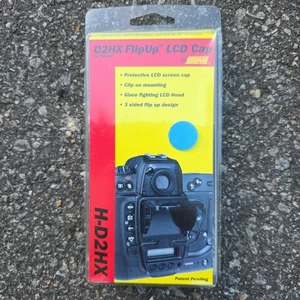 D2HX FlipUp™ LCD Cap
• Protective LCD screen cap
• Clip on mounting
• Glare fighting LCD Hood
• 3 sided flip up design
H-D2HX
Patent Pending